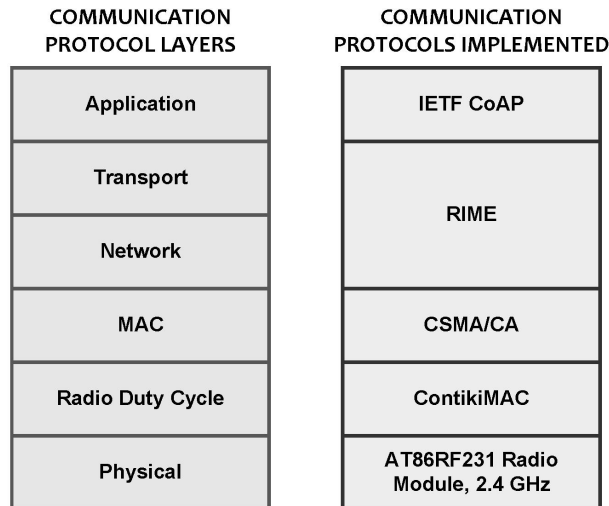 COMMUNICATION
PROTOCOL LAYERS
Application
Transport
Network
MAC
Radio Duty Cycle
Physical
COMMUNICATION
PROTOCOLS IMPLEMENTED
IETF CoAP
RIME
CSMA/CA
ContikiMAC
AT86RF231 Radio
Module, 2.4 GHz